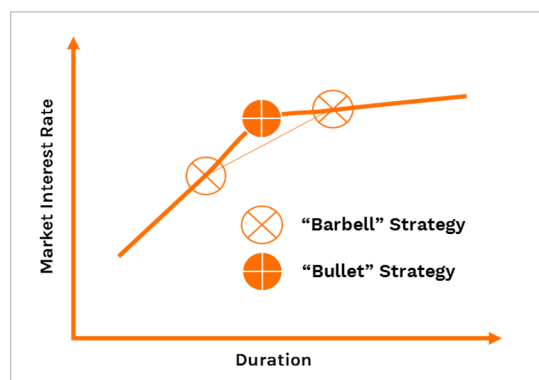 Market Interest Rate
“Barbell” Strategy
“Bullet” Strategy
Duration